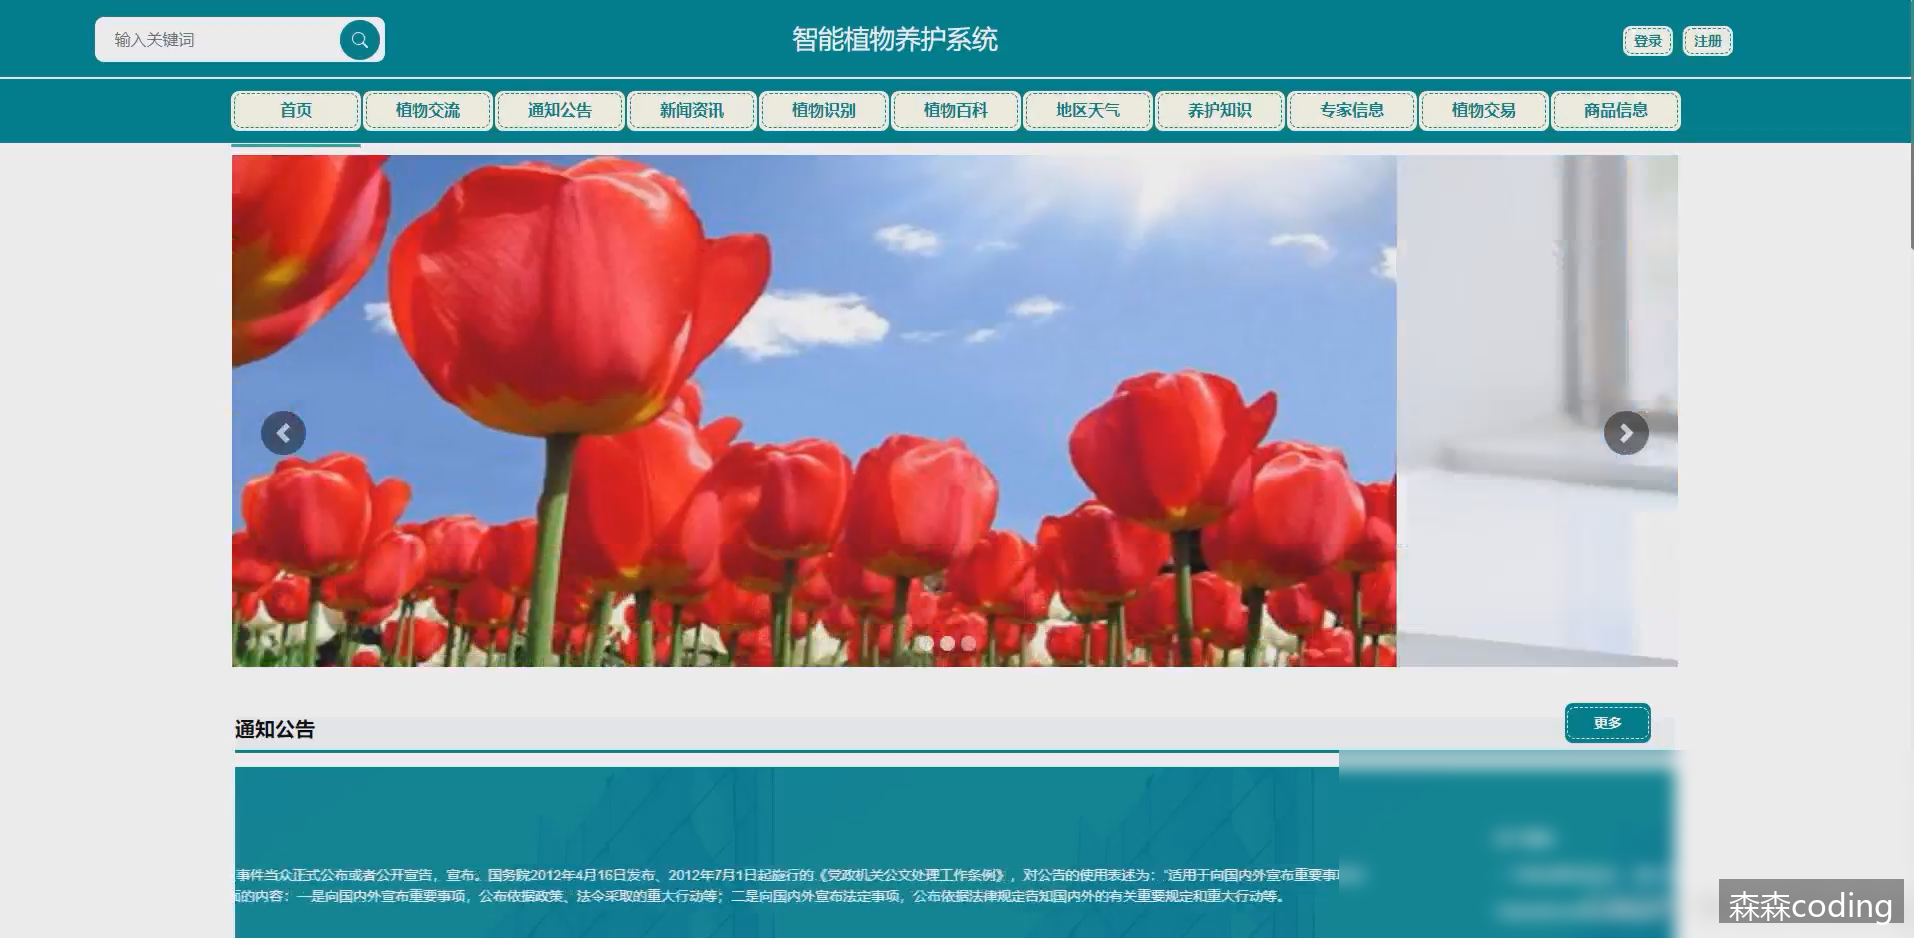 输入关键词
智能植物养护系统
登录 注册
首页 植物交流 通知公告 新闻资讯 植物识别 植物百科 地区天气 养护知识 专家信息 植物交易 商品信息
通知公告
更多
事件当众正式公布或者公开宣告，宣布。国务院2012年4月16日发布、2012年7月1日起施行的《党政机关公文处理工作条例》，对公告的使用表述为：“适用于向国内外宣布重要事
的内容：一是向国内外宣布重要事项，公布依据政策、法令采取的重大行动等；二是向国内外宣布法定事项，公布依据法律规定告知国内外的有关重要规定和重大行动等。
森森coding